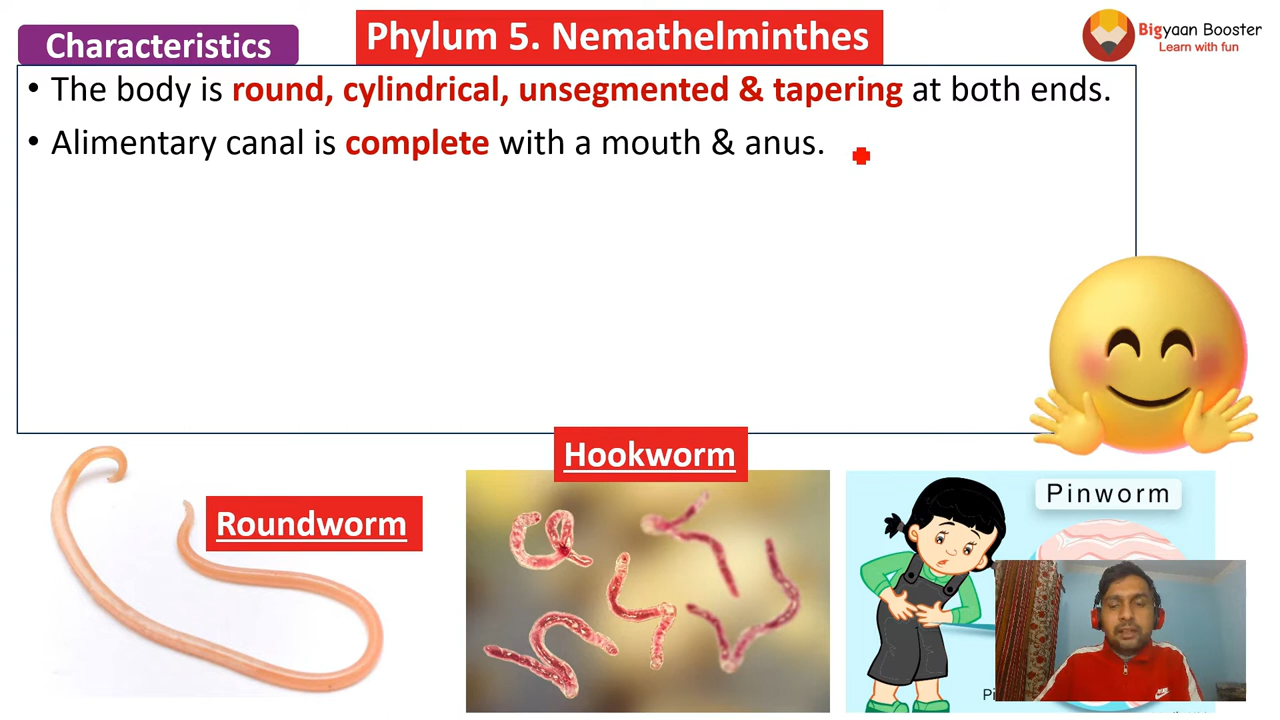 Characteristics
Phylum 5. Nemathelminthes
Bigyaan Booster
Learn with fun
• The body is round, cylindrical, unsegmented & tapering at both ends.
• Alimentary canal is complete with a mouth & anus.
Hookworm
Roundworm
Pinworm